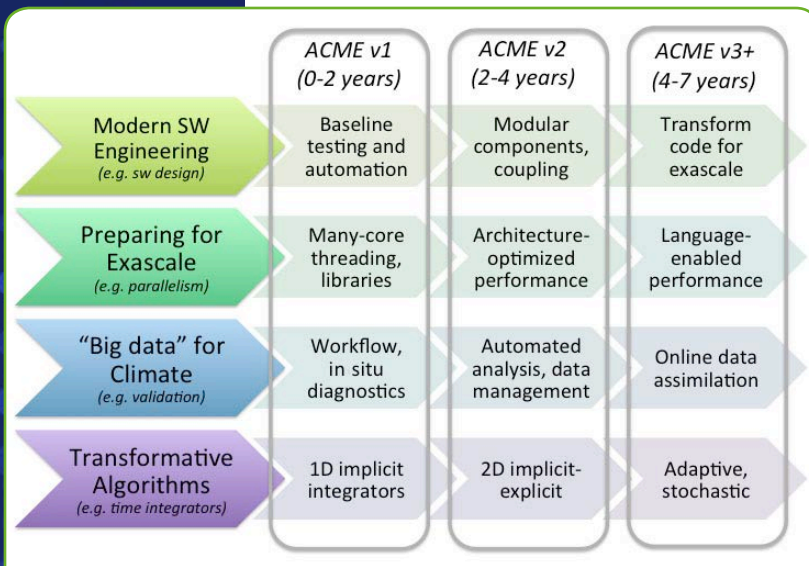 ACME v1
(0-2 years)
ACME v2
(2-4 years)
ACME v3+
(4-7 years)
Modern SW
Engineering
(e.g. sw design)
Baseline
testing and
automation
Modular
components,
coupling
Transform
code for
exascale
Preparing for
Exascale
(e.g. parallelism)
Many-core
threading,
libraries
Architecture-
optimized
performance
Language-
enabled
performance
“Big data” for
Climate
(e.g. validation)
Workflow,
in situ
diagnostics
Automated
analysis, data
management
Online data
assimilation
Transformative
Algorithms
(e.g. time integrators)
1D implicit
integrators
2D implicit-
explicit
Adaptive,
stochastic